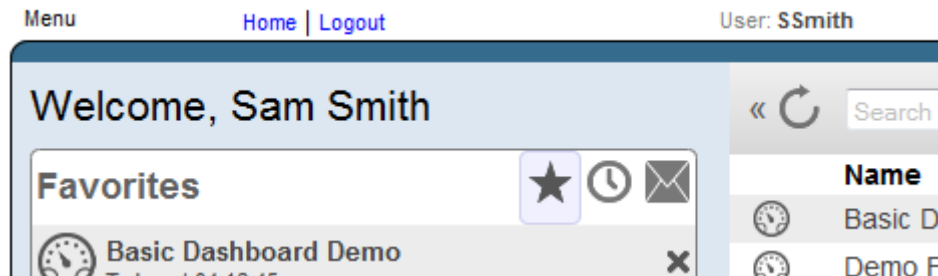 Menu
Home | Logout
User: SSmith
Welcome, Sam Smith
« Search
Favorites
Name
Basic Dashboard Demo
Basic D
Demo